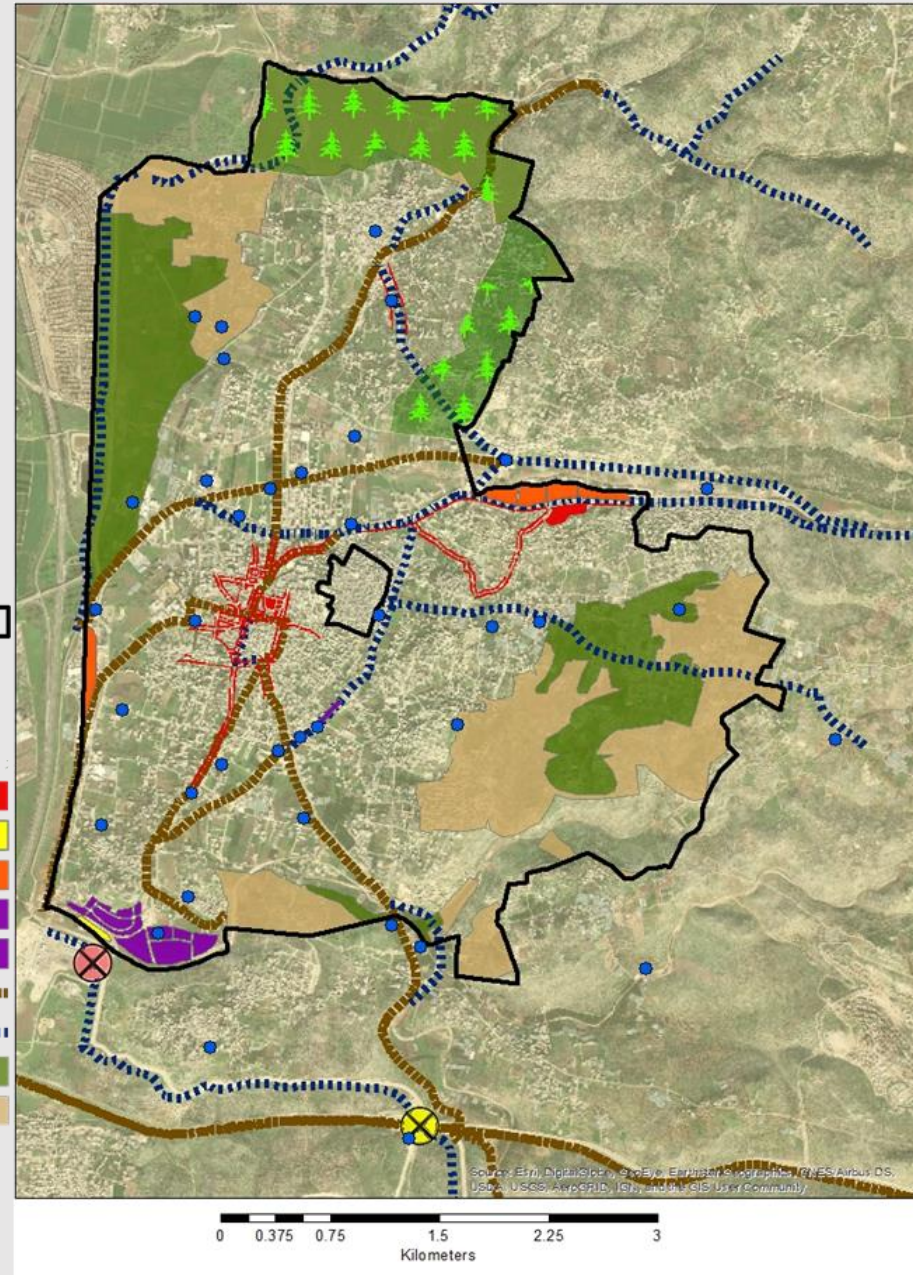 Source: Esri, DigitalGlobe, GeoEye, Earthstar Geographics, CNES/Airbus DS,
USDA, USGS, AeroGRID, IGN, and the GIS User Community
0 0.375 0.75 1.5 2.25 3
Kilometers